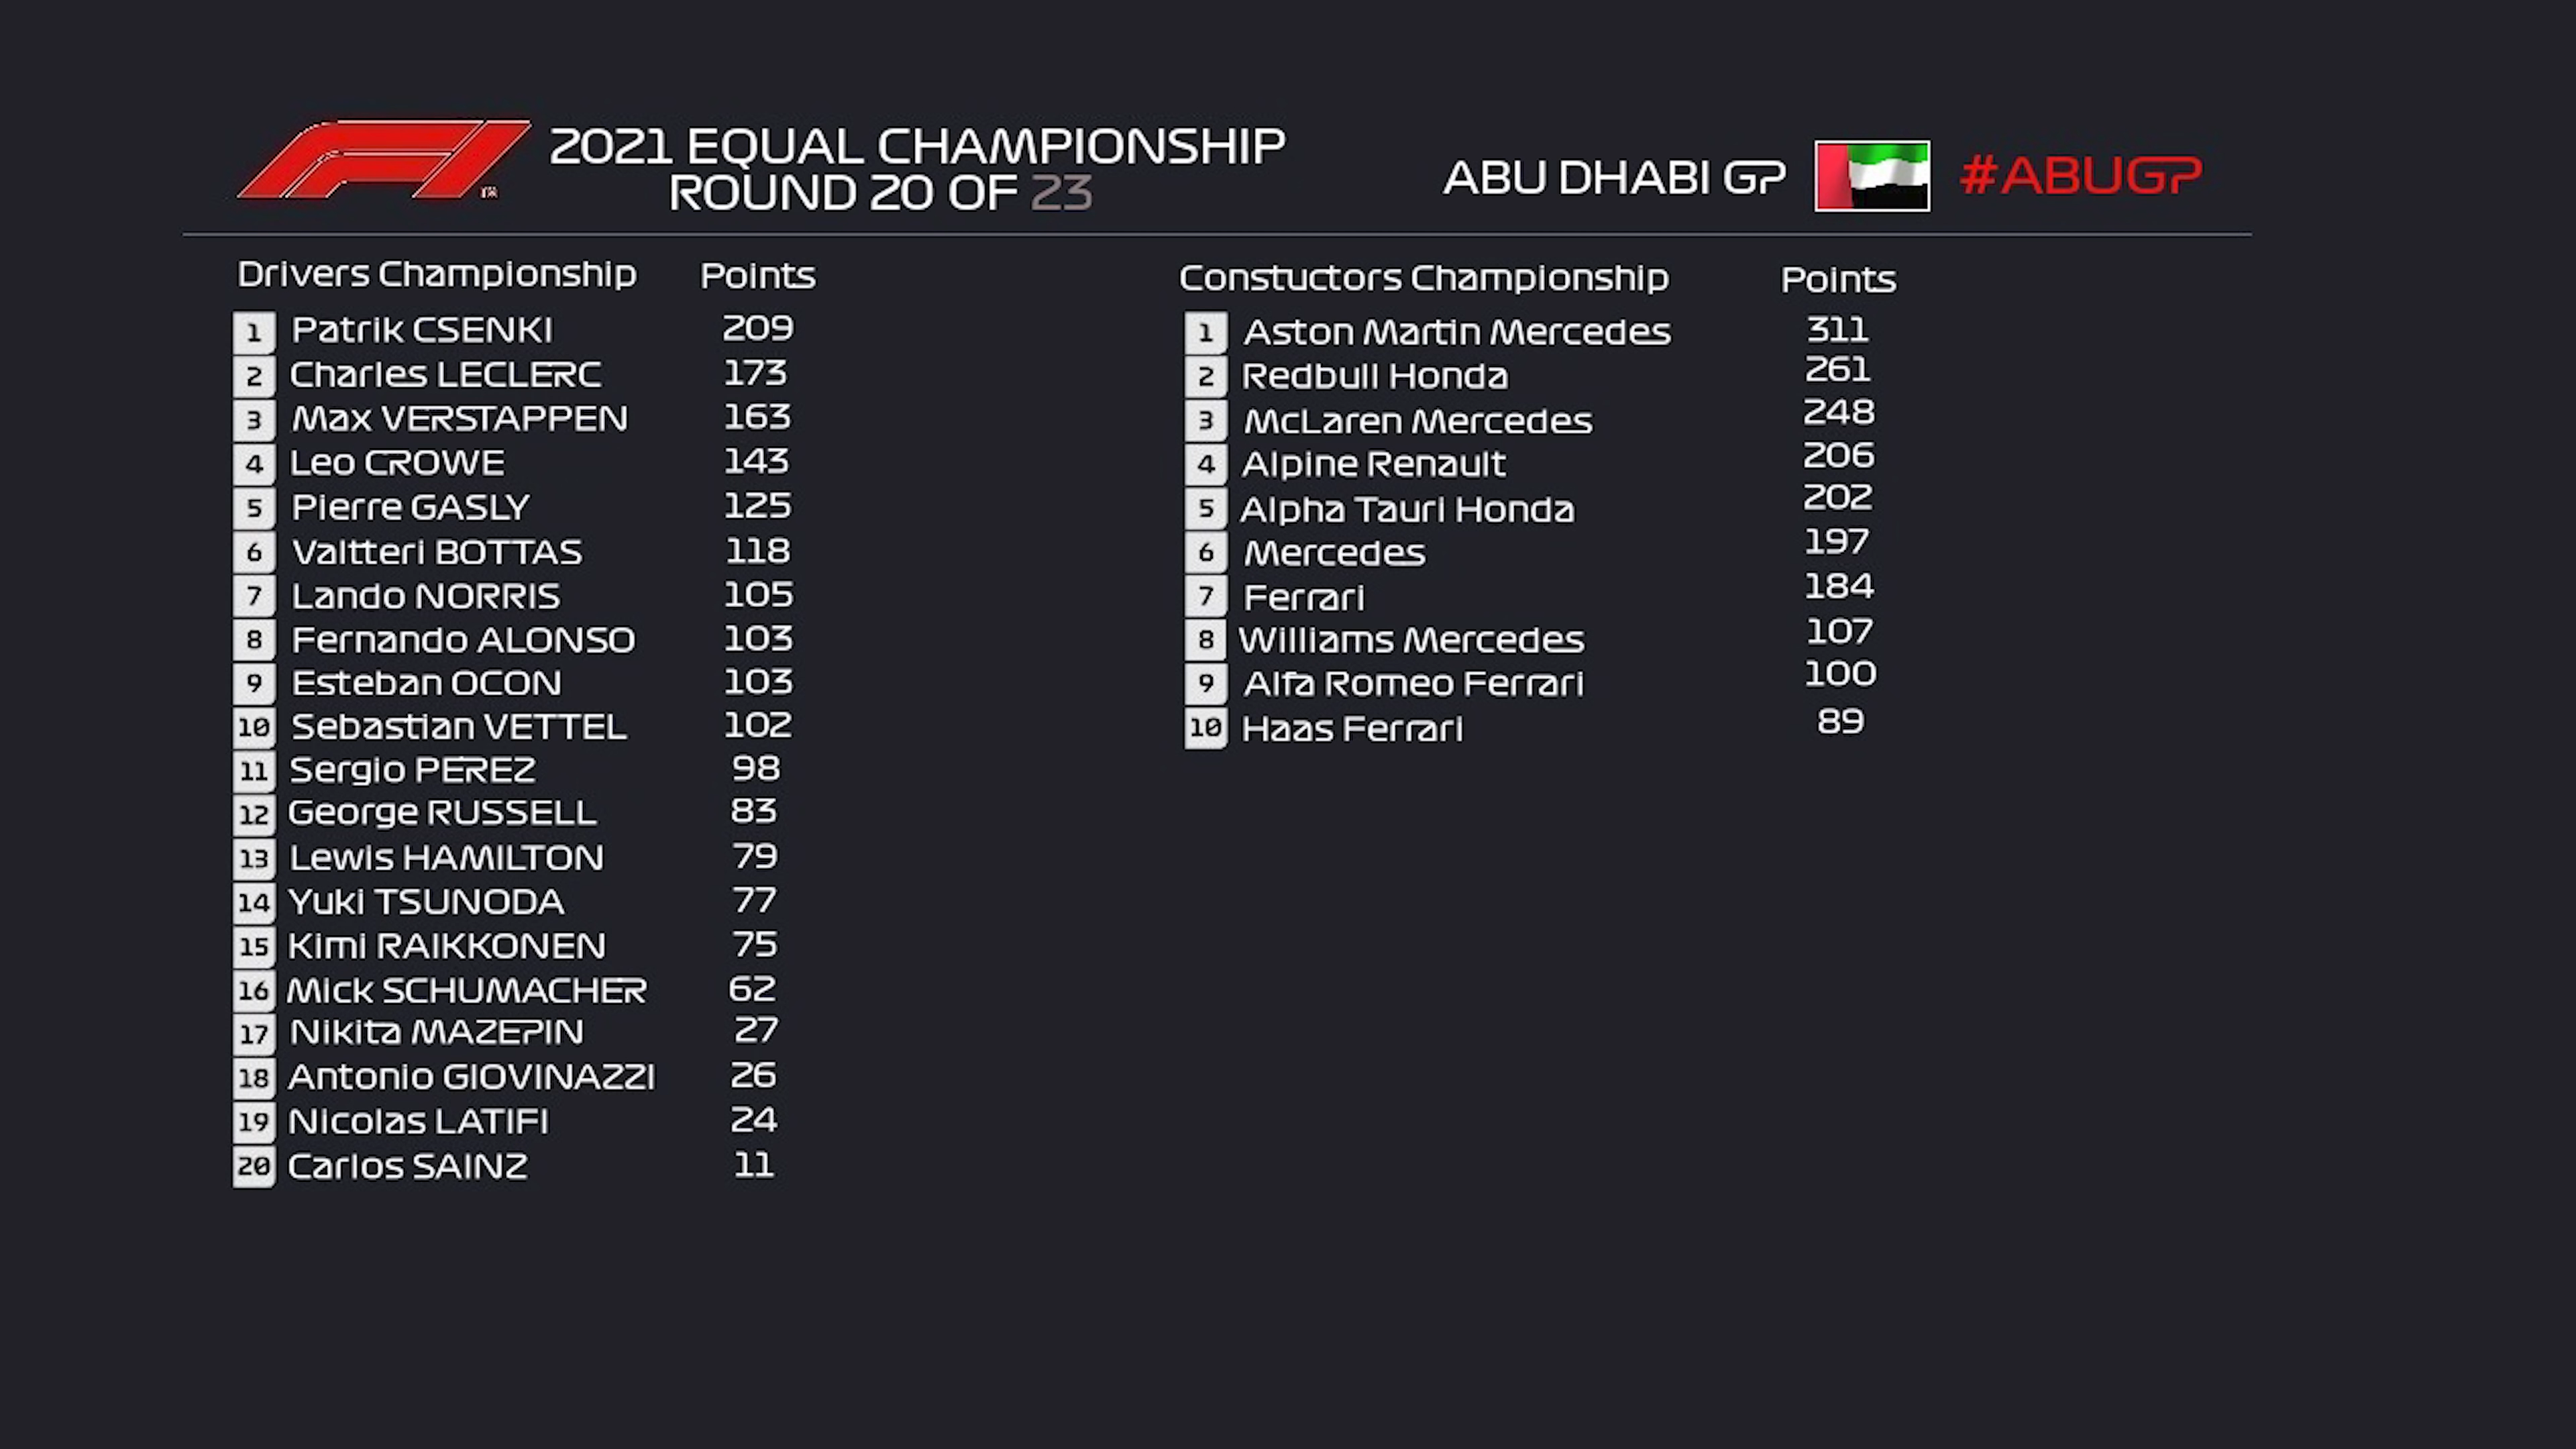 F1 TM
2021 EQUAL CHAMPIONSHIP
ROUND 20 OF 23
ABU DHABI GP #ABUGP
Drivers Championship Points
1 Patrik CSENKI 209
2 Charles LECLERC 173
3 Max VERSTAPPEN 163
4 Leo CROWE 143
5 Pierre GASLY 125
6 Valtteri BOTTAS 118
7 Lando NORRIS 105
8 Fernando ALONSO 103
9 Esteban OCON 103
10 Sebastian VETTEL 102
11 Sergio PEREZ 98
12 George RUSSELL 83
13 Lewis HAMILTON 79
14 Yuki TSUNODA 77
15 Kimi RAIKKONEN 75
16 Mick SCHUMACHER 62
17 Nikita MAZEPIN 27
18 Antonio GIOVINAZZI 26
19 Nicolas LATIFI 24
20 Carlos SAINZ 11
Constuctors Championship Points
1 Aston Martin Mercedes 311
2 Redbull Honda 261
3 McLaren Mercedes 248
4 Alpine Renault 206
5 Alpha Tauri Honda 202
6 Mercedes 197
7 Ferrari 184
8 Williams Mercedes 107
9 Alfa Romeo Ferrari 100
10 Haas Ferrari 89